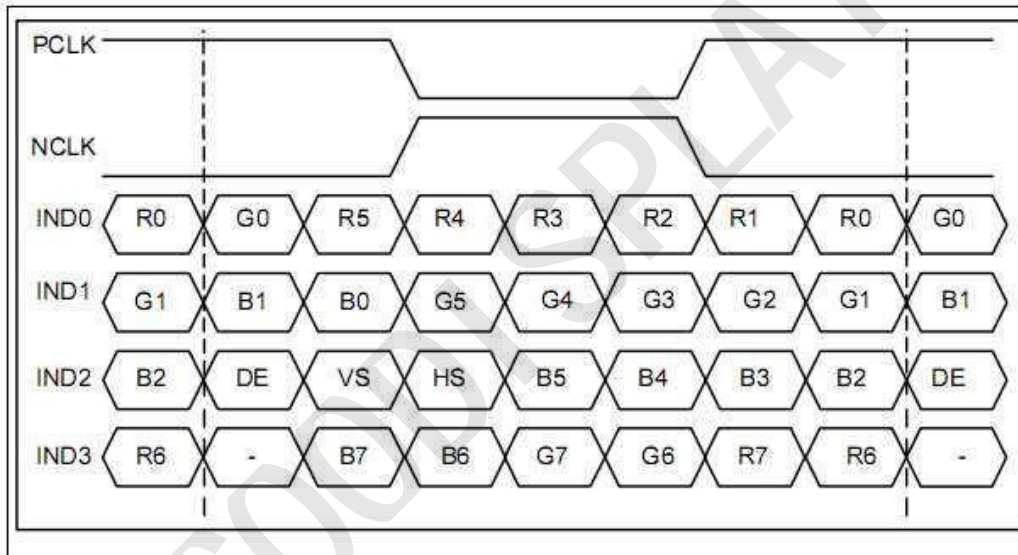 PCLK
NCLK
IND0 R0 G0 R5 R4 R3 R2 R1 R0 G0
IND1 G1 B1 B0 G5 G4 G3 G2 G1 B1
IND2 B2 DE VS HS B5 B4 B3 B2 DE
IND3 R6 - B7 B6 G7 G6 R7 R6 -
GOODISPLA